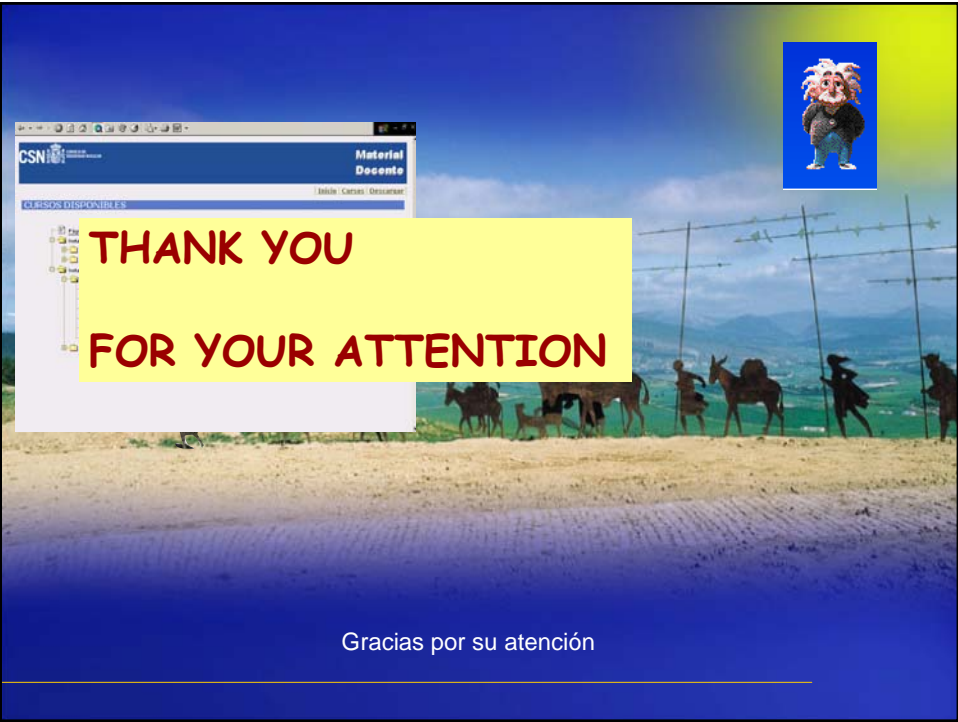 CSN
Material
Docente
Inicio Cursos Descargar
CURSOS DISPONIBLES
THANK YOU
FOR YOUR ATTENTION
Gracias por su atención